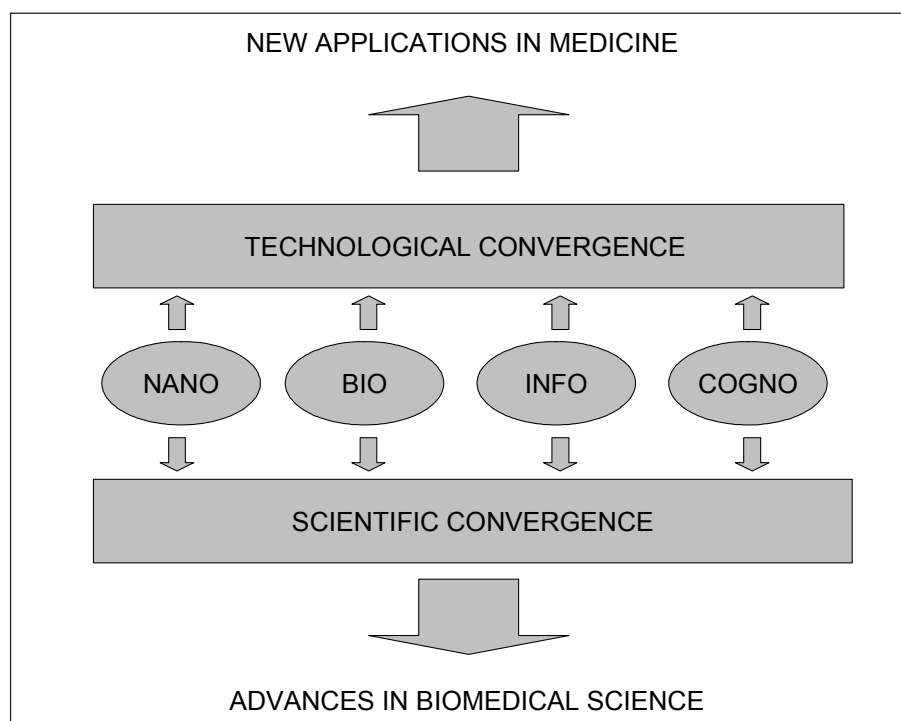 NEW APPLICATIONS IN MEDICINE
TECHNOLOGICAL CONVERGENCE
NANO BIO INFO COGNO
SCIENTIFIC CONVERGENCE
ADVANCES IN BIOMEDICAL SCIENCE